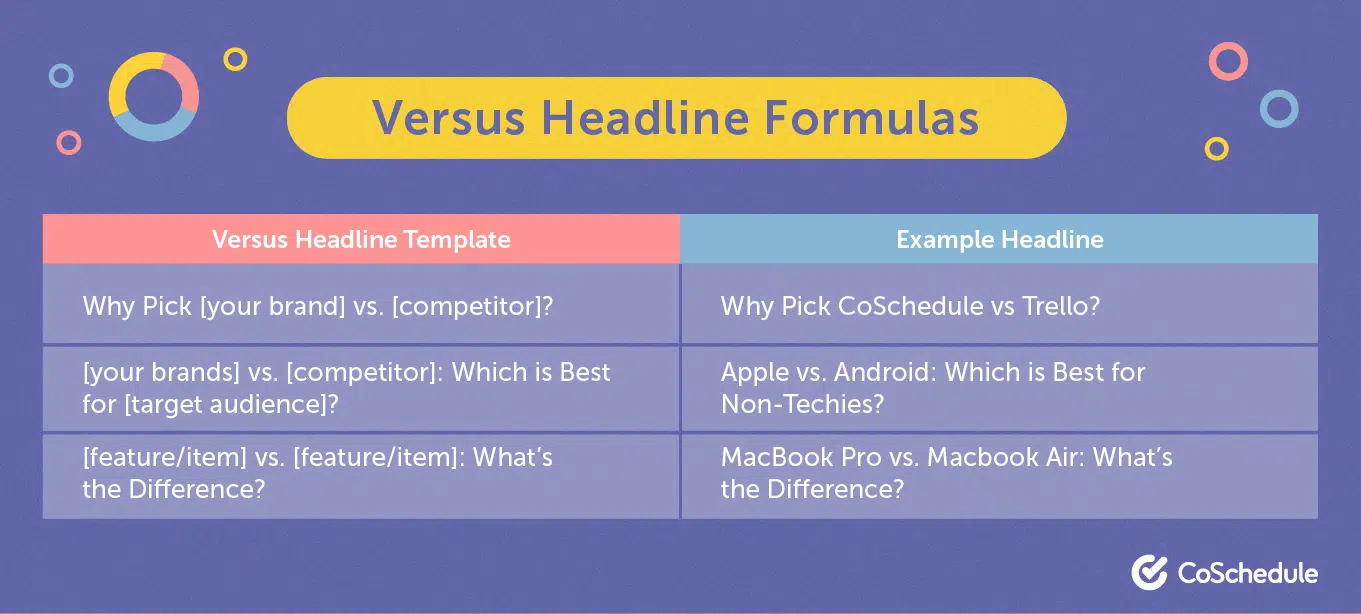 Versus Headline Formulas
Versus Headline Template
Example Headline
Why Pick [your brand] vs. [competitor]?
Why Pick CoSchedule vs Trello?
[your brands] vs. [competitor]: Which is Best
for [target audience]?
Apple vs. Android: Which is Best for
Non-Techies?
[feature/item] vs. [feature/item]: What's
the Difference?
MacBook Pro vs. Macbook Air: What's
the Difference?
CoSchedule